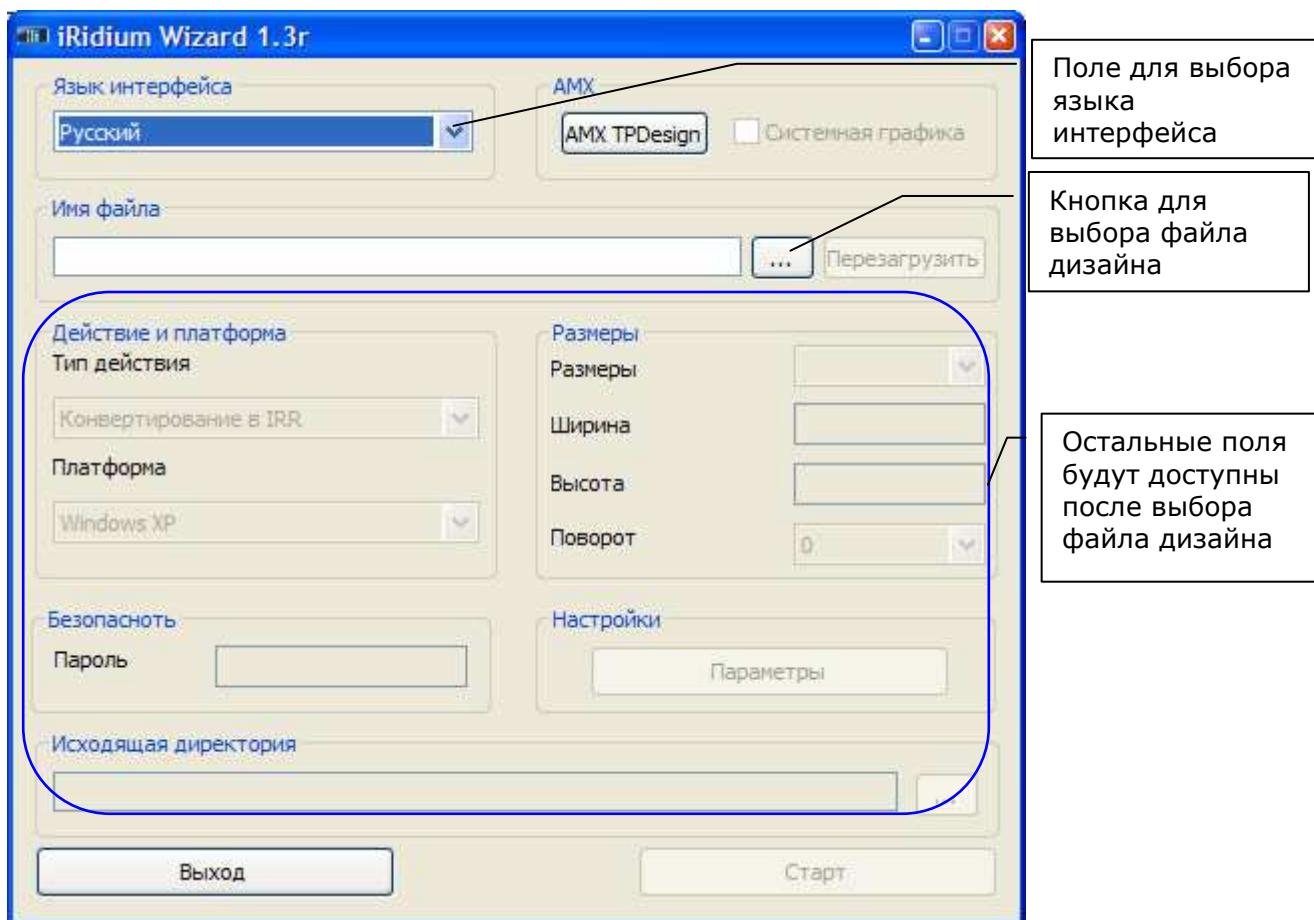 iRidium Wizard 1.3r
Язык интерфейса
Русский
AMX
AMX TPDesign
Системная графика
Имя файла
...
Перезагрузить
Действие и платформа
Тип действия
Конвертирование в IRR
Платформа
Windows XP
Размеры
Размеры
Ширина
Высота
Поворот
0
Безопасноть
Пароль
Настройки
Параметры
Исходящая директория
...
Выход
Старт
Поле для выбора
языка
интерфейса
Кнопка для
выбора файла
дизайна
Остальные поля
будут доступны
после выбора
файла дизайна